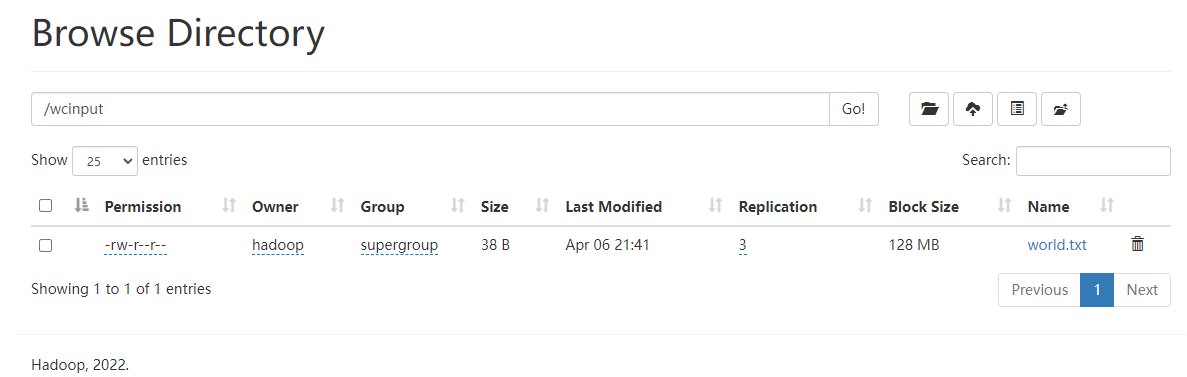 Browse Directory
/wcinput Go!
Show 25 entries Search:
Permission Owner Group Size Last Modified Replication Block Size Name
-rw-r--r-- hadoop supergroup 38 B Apr 06 21:41 3 128 MB world.txt
Showing 1 to 1 of 1 entries Previous 1 Next
Hadoop, 2022.